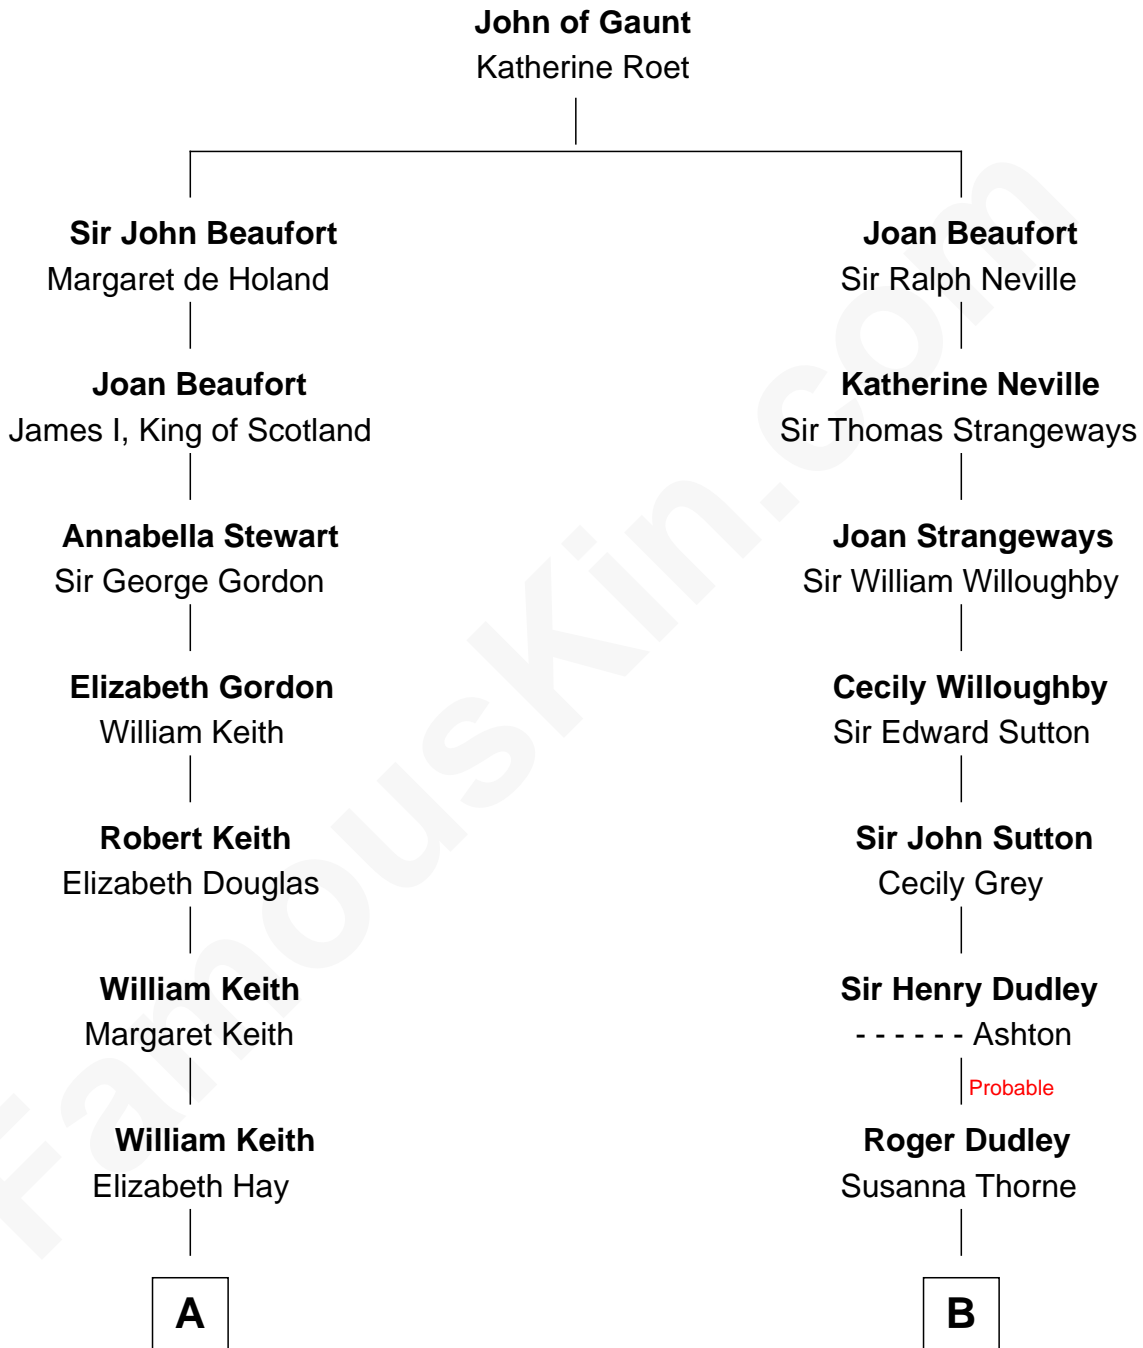 John of Gaunt
Katherine Roet
Sir John Beaufort
Margaret de Holand
Joan Beaufort
James I, King of Scotland
Annabella Stewart
Sir George Gordon
Elizabeth Gordon
William Keith
Robert Keith
Elizabeth Douglas
William Keith
Margaret Keith
William Keith
Elizabeth Hay
A
Joan Beaufort
Sir Ralph Neville
Katherine Neville
Sir Thomas Strangeways
Joan Strangeways
Sir William Willoughby
Cecily Willoughby
Sir Edward Sutton
Sir John Sutton
Cecily Grey
Sir Henry Dudley
- - - - - - Ashton
Probable
Roger Dudley
Susanna Thorne
B
FamousKin.com